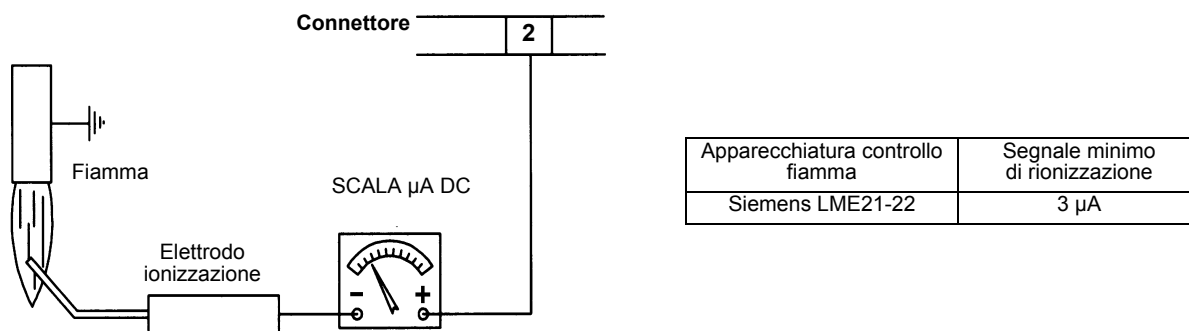 Connettore
2
Fiamma
SCALA µA DC
Elettrodo
ionizzazione
- +
Apparecchiatura controllo
fiamma
Segnale minimo
di rionizzazione
Siemens LME21-22
3 µA